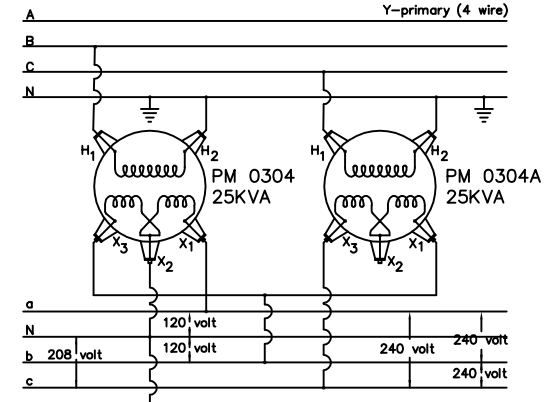 Y-primary (4 wire)
A
B
C
N
H1
H2
H1
H2
PM 0304
25KVA
PM 0304A
25KVA
X3
X2
X1
X3
X2
X1
a
120 volt
N
120 volt
240 volt
240 volt
b
208 volt
240 volt
c